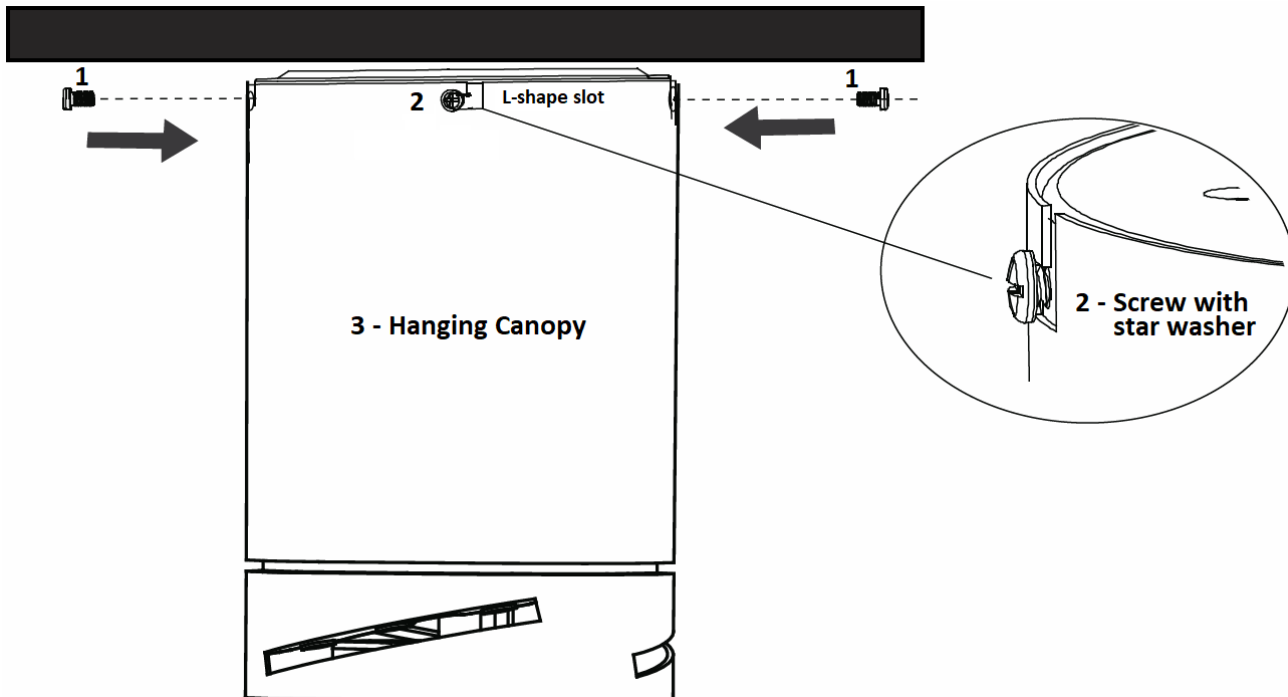 1
1
2
L-shape slot
3 - Hanging Canopy
2 - Screw with
star washer